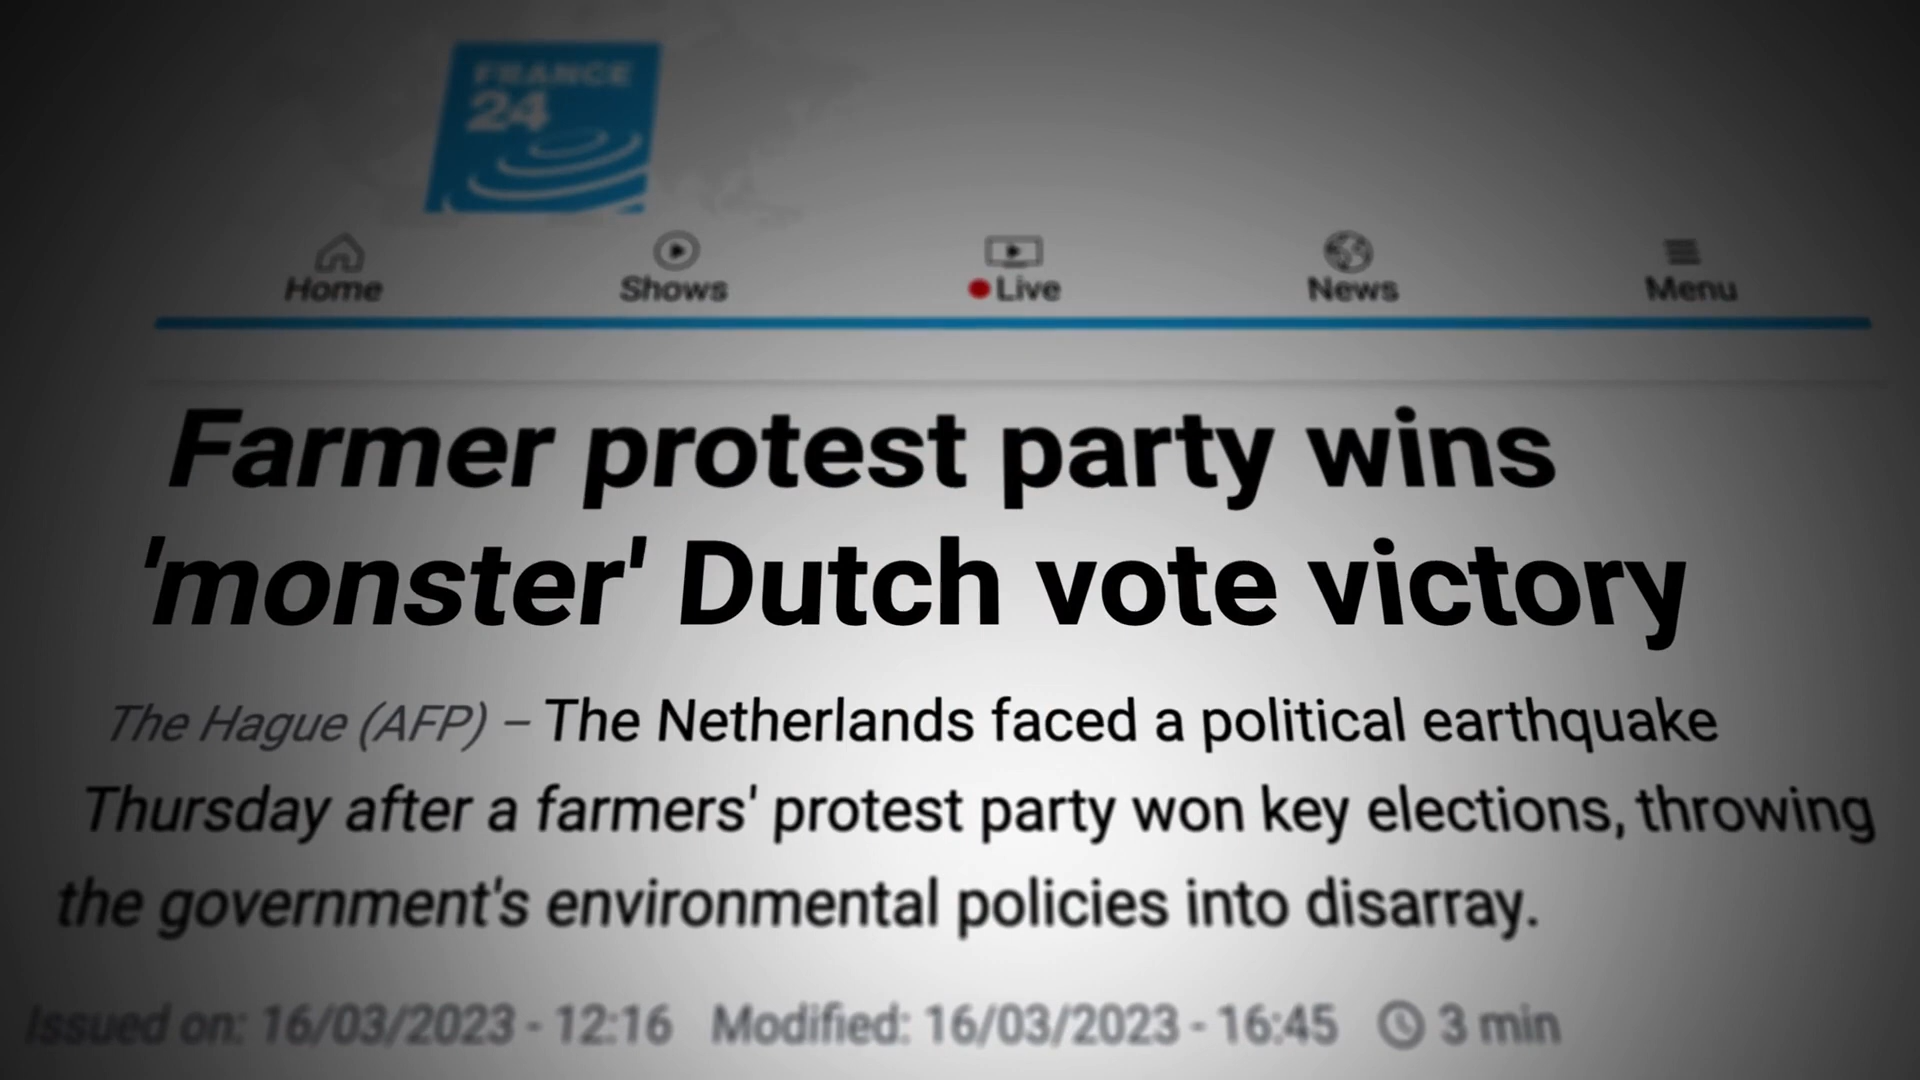 FRANCE
24
Home
Shows
Live
News
Menu
Farmer protest party wins
'monster' Dutch vote victory
The Hague (AFP) – The Netherlands faced a political earthquake
Thursday after a farmers' protest party won key elections, throwing
the government's environmental policies into disarray.
Issued on: 16/03/2023 - 12:16 Modified: 16/03/2023 - 16:45 3 min